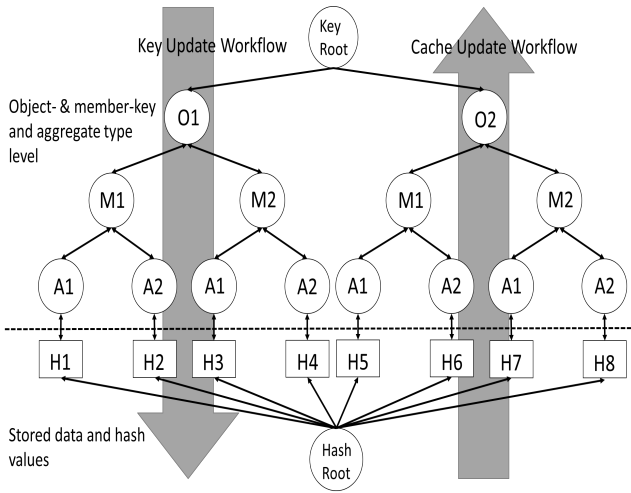 Key
Root
Key Update Workflow
Cache Update Workflow
Object- & member-key
and aggregate type
level
O1
O2
M1
M2
M1
M2
A1
A2
A1
A2
A1
A2
A1
A2
H1
H2
H3
H4
H5
H6
H7
H8
Stored data and hash
values
Hash
Root